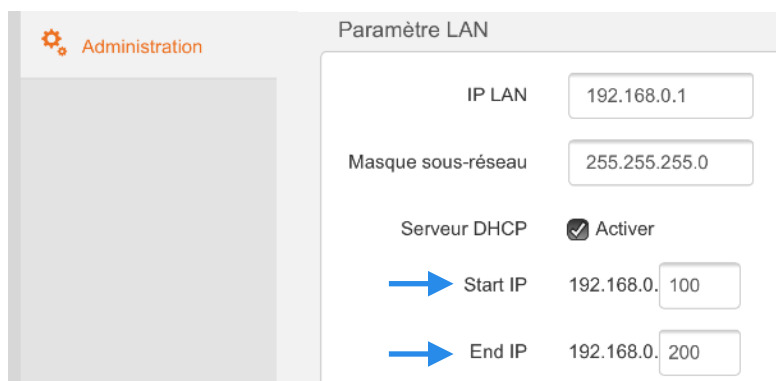 Administration
Paramètre LAN
IP LAN 192.168.0.1
Masque sous-réseau 255.255.255.0
Serveur DHCP Activer
Start IP 192.168.0. 100
End IP 192.168.0. 200